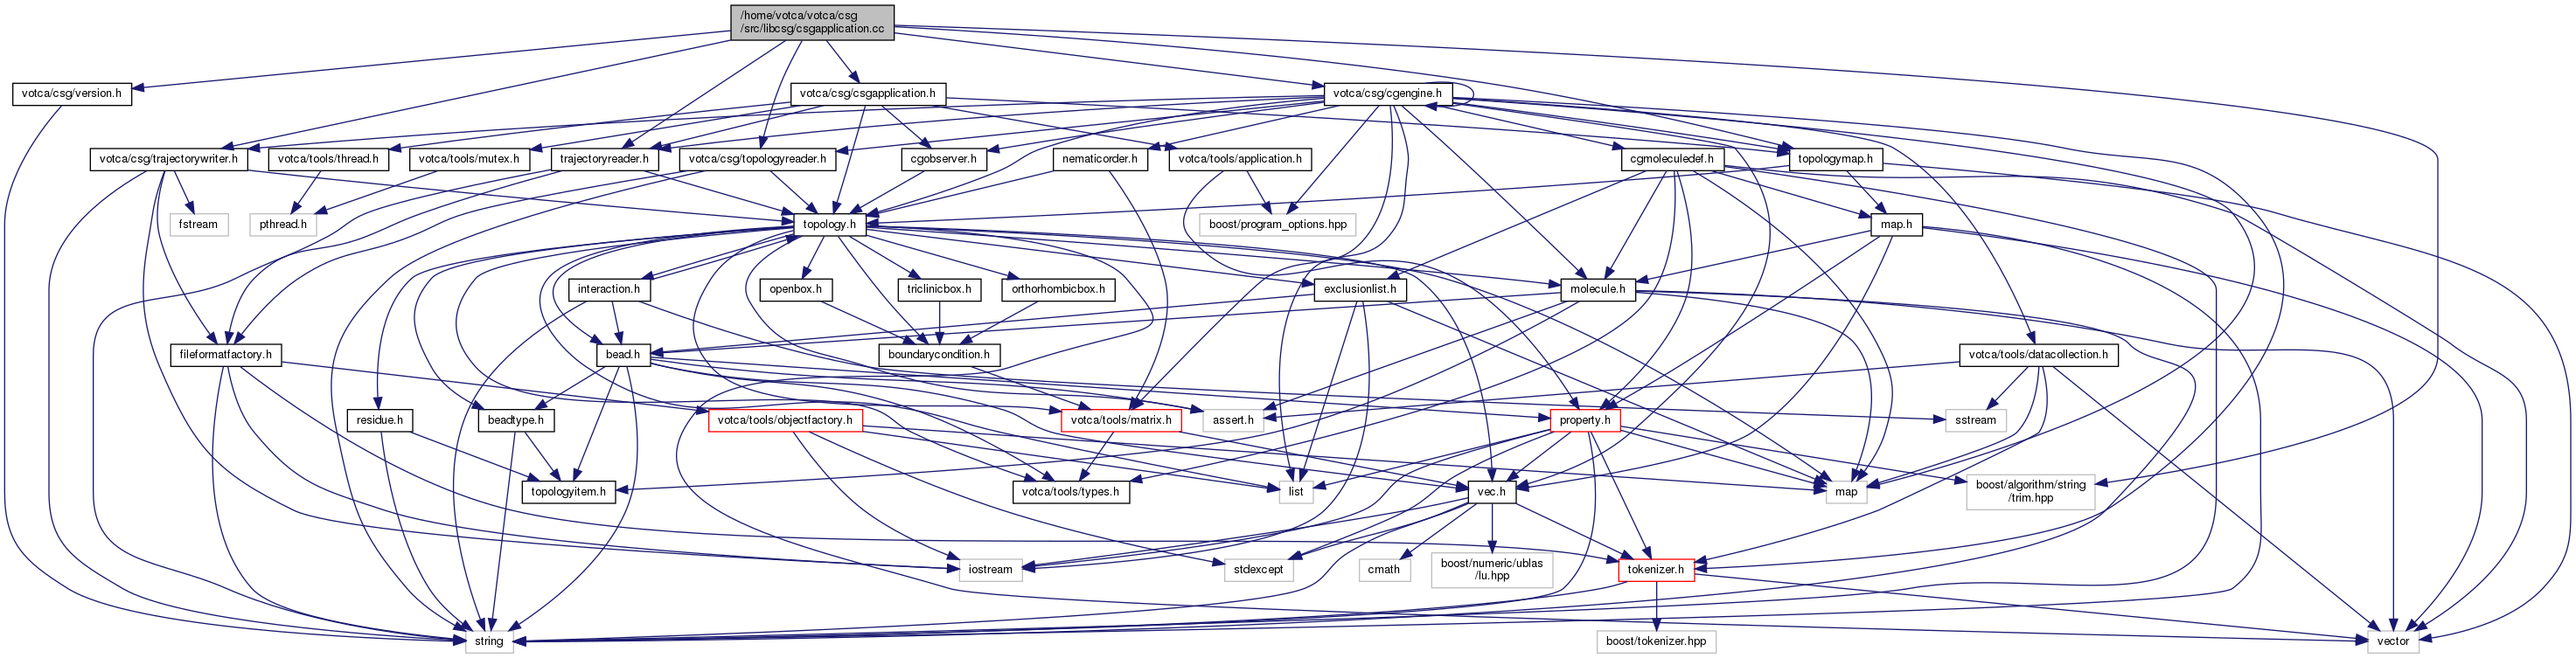 /home/votca/votca/csg
/src/libcsg/csgapplication.cc
votca/csg/version.h
votca/csg/csgapplication.h
votca/csg/cgengine.h
votca/csg/trajectorywriter.h
votca/tools/thread.h
votca/tools/mutex.h
trajectoryreader.h
votca/csg/topologyreader.h
cgobserver.h
nematicorder.h
votca/tools/application.h
cgmoleculedef.h
topologymap.h
fstream
pthread.h
topology.h
boost/program_options.hpp
map.h
interaction.h
openbox.h
triclinicbox.h
orthorhombicbox.h
exclusionlist.h
molecule.h
fileformatfactory.h
bead.h
boundarycondition.h
votca/tools/datacollection.h
residue.h
beadtype.h
votca/tools/objectfactory.h
votca/tools/matrix.h
assert.h
property.h
sstream
topologyitem.h
votca/tools/types.h
list
vec.h
map
boost/algorithm/string
/trim.hpp
iostream
stdexcept
cmath
boost/numeric/ublas
/lu.hpp
tokenizer.h
string
boost/tokenizer.hpp
vector